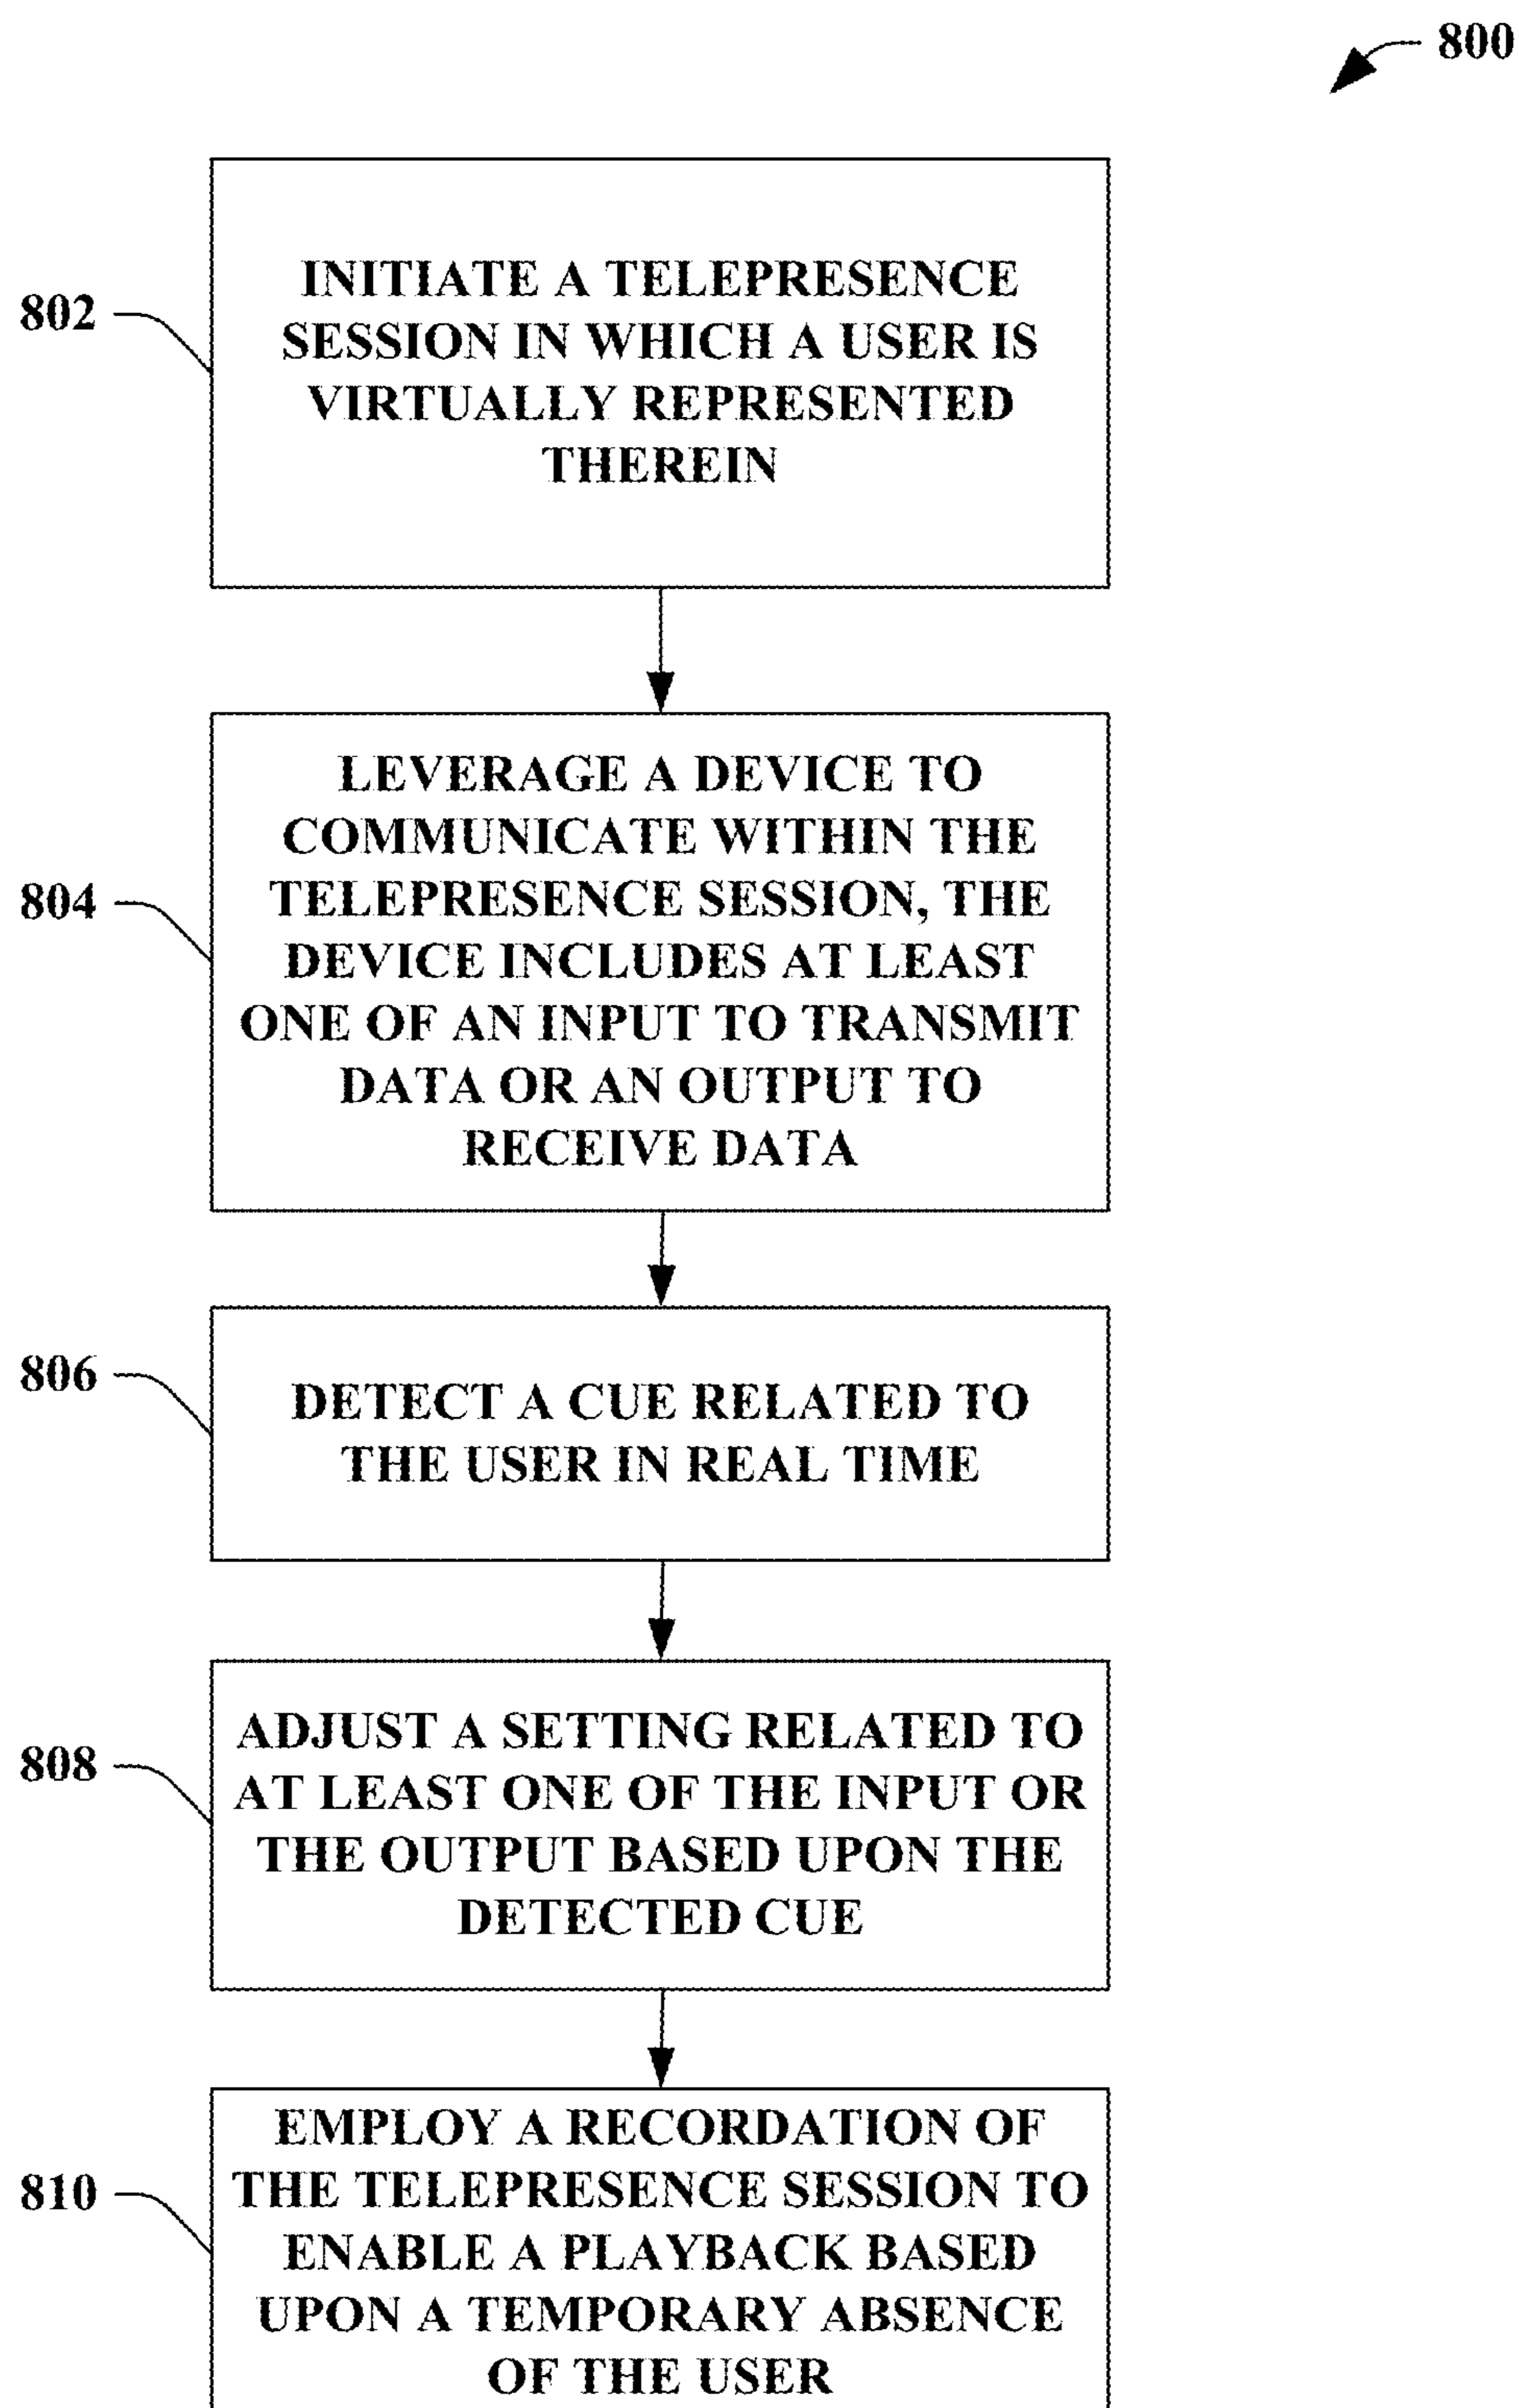 800
802
INITIATE A TELEPRESENCE
SESSION IN WHICH A USER IS
VIRTUALLY REPRESENTED
THEREIN
804
LEVERAGE A DEVICE TO
COMMUNICATE WITHIN THE
TELEPRESENCE SESSION, THE
DEVICE INCLUDES AT LEAST
ONE OF AN INPUT TO TRANSMIT
DATA OR AN OUTPUT TO
RECEIVE DATA
806
DETECT A CUE RELATED TO
THE USER IN REAL TIME
808
ADJUST A SETTING RELATED TO
AT LEAST ONE OF THE INPUT OR
THE OUTPUT BASED UPON THE
DETECTED CUE
810
EMPLOY A RECORDATION OF
THE TELEPRESENCE SESSION TO
ENABLE A PLAYBACK BASED
UPON A TEMPORARY ABSENCE
OF THE USER